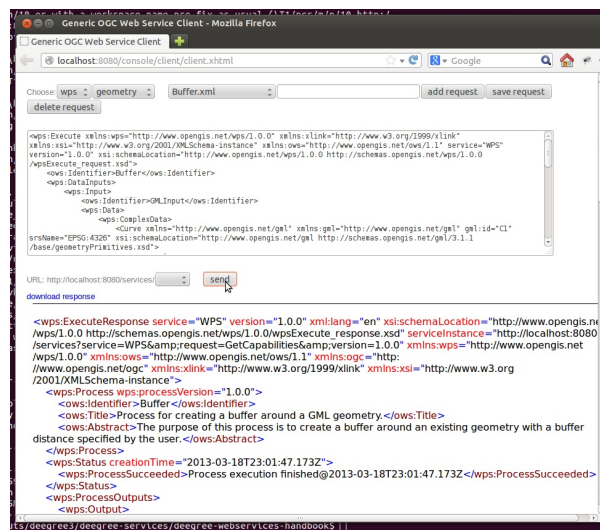 Generic OGC Web Service Client - Mozilla Firefox
Generic OGC Web Service Client
localhost:8080/console/client/client.xhtml
Google
Choose: wps geometry Buffer.xml add request save request
delete request
<wps:Execute xmlns:wps="http://www.opengis.net/wps/1.0.0" xmlns:xlink="http://www.w3.org/1999/xlink"
xmlns:xsi="http://www.w3.org/2001/XMLSchema-instance" xmlns:ows="http://www.opengis.net/ows/1.1" service="WPS"
version="1.0.0" xsi:schemaLocation="http://www.opengis.net/wps/1.0.0 http://schemas.opengis.net/wps/1.0.0
/wpsExecute_request.xsd">
<ows:Identifier>Buffer</ows:Identifier>
<wps:DataInputs>
<wps:Input>
<ows:Identifier>GMLInput</ows:Identifier>
<wps:Data>
<wps:ComplexData>
<Curve xmlns="http://www.opengis.net/gml" xmlns:gml="http://www.opengis.net/gml" gml:id="C1"
srsName="EPSG:4326" xsi:schemaLocation="http://www.opengis.net/gml http://schemas.opengis.net/gml/3.1.1
/base/geometryPrimitives.xsd">
URL: http://localhost:8080/services/ send
download response
<wps:ExecuteResponse service="WPS" version="1.0.0" xml:lang="en" xsi:schemaLocation="http://www.opengis.ne
/wps/1.0.0 http://schemas.opengis.net/wps/1.0.0/wpsExecute_response.xsd" serviceInstance="http://localhost:8080
/services?service=WPS&amp;request=GetCapabilities&amp;version=1.0.0" xmlns:wps="http://www.opengis.net
/wps/1.0.0" xmlns:ows="http://www.opengis.net/ows/1.1" xmlns:ogc="http:
//www.opengis.net/ogc" xmlns:xlink="http://www.w3.org/1999/xlink" xmlns:xsi="http://www.w3.org
/2001/XMLSchema-instance">
<wps:Process wps:processVersion="1.0.0">
<ows:Identifier>Buffer</ows:Identifier>
<ows:Title>Process for creating a buffer around a GML geometry.</ows:Title>
<ows:Abstract>The purpose of this process is to create a buffer around an existing geometry with a buffer
distance specified by the user.</ows:Abstract>
</wps:Process>
<wps:Status creationTime="2013-03-18T23:01:47.173Z">
<wps:ProcessSucceeded>Process execution finished@2013-03-18T23:01:47.173Z</wps:ProcessSucceeded>
</wps:Status>
<wps:ProcessOutputs>
<wps:Output>
uts/deegree3/deegree-services/deegree-webservices-handbook$